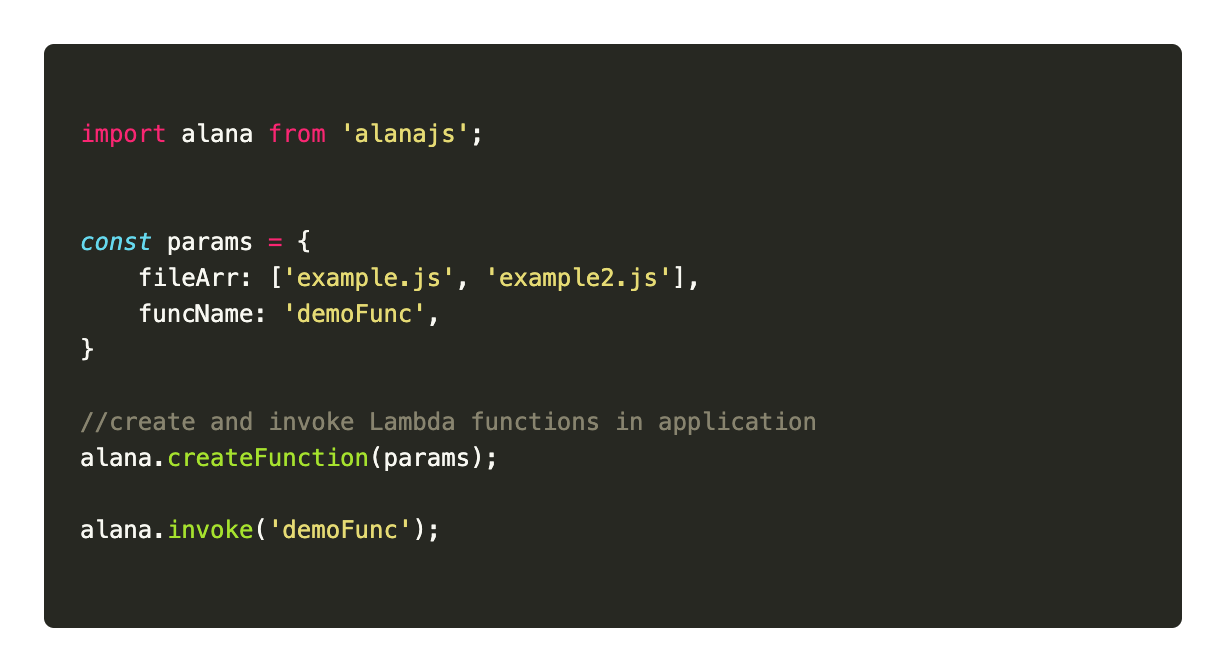 import alana from 'alanajs';
const params = {
    fileArr: ['example.js', 'example2.js'],
    funcName: 'demoFunc',
}
//create and invoke Lambda functions in application
alana.createFunction(params);
alana.invoke('demoFunc');